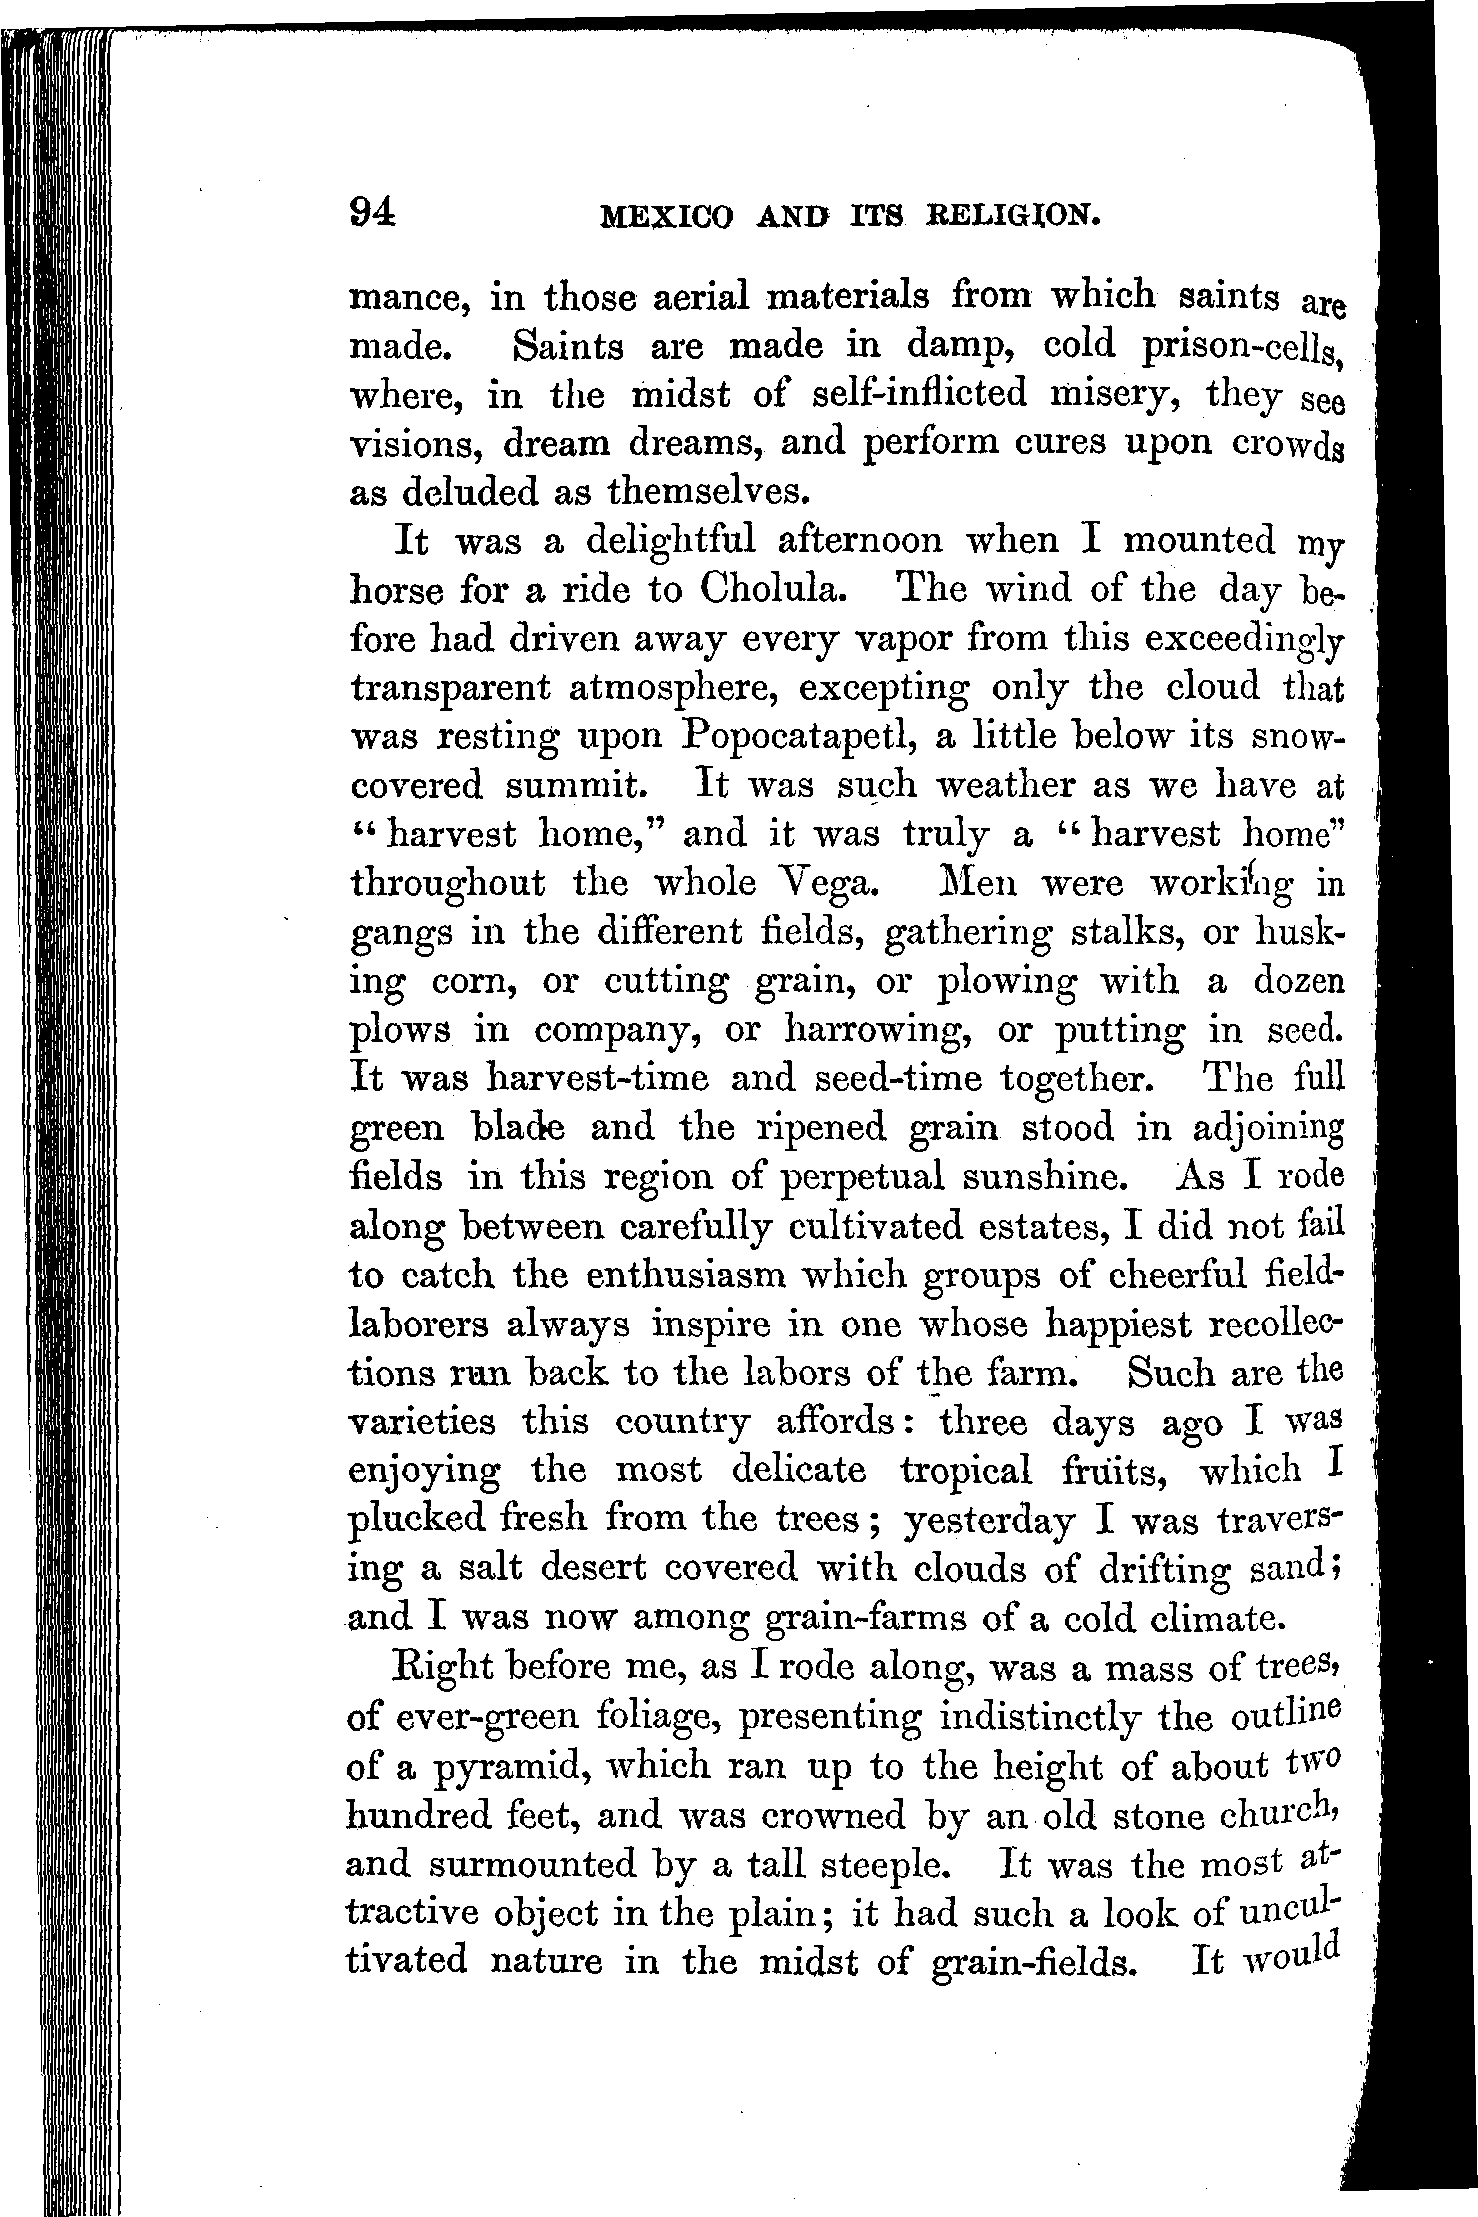 94 MEXICO AND ITS RELIGION.
mance, in those aerial materials from which saints are
made. Saints are made in damp, cold prison-cells,
where, in the midst of self-inflicted misery, they see
visions, dream dreams, and perform cures upon crowds
as deluded as themselves.
It was a delightful afternoon when I mounted my
horse for a ride to Cholula. The wind of the day be-
fore had driven away every vapor from this exceedingly
transparent atmosphere, excepting only the cloud that
was resting upon Popocatapetl, a little below its snow-
covered summit. It was such weather as we have at
“harvest home,” and it was truly a “harvest home”
throughout the whole Vega. Men were working in
gangs in the different fields, gathering stalks, or husk-
ing corn, or cutting grain, or plowing with a dozen
plows in company, or harrowing, or putting in seed.
It was harvest-time and seed-time together. The full
green blade and the ripened grain stood in adjoining
fields in this region of perpetual sunshine. As I rode
along between carefully cultivated estates, I did not fail
to catch the enthusiasm which groups of cheerful field-
laborers always inspire in one whose happiest recollec-
tions run back to the labors of the farm. Such are the
varieties this country affords: three days ago I was
enjoying the most delicate tropical fruits, which I
plucked fresh from the trees; yesterday I was travers-
ing a salt desert covered with clouds of drifting sand;
and I was now among grain-farms of a cold climate.
Right before me, as I rode along, was a mass of trees,
of ever-green foliage, presenting indistinctly the outline
of a pyramid, which ran up to the height of about two
hundred feet, and was crowned by an old stone church,
and surmounted by a tall steeple. It was the most at-
tractive object in the plain; it had such a look of uncul-
tivated nature in the midst of grain-fields. It would